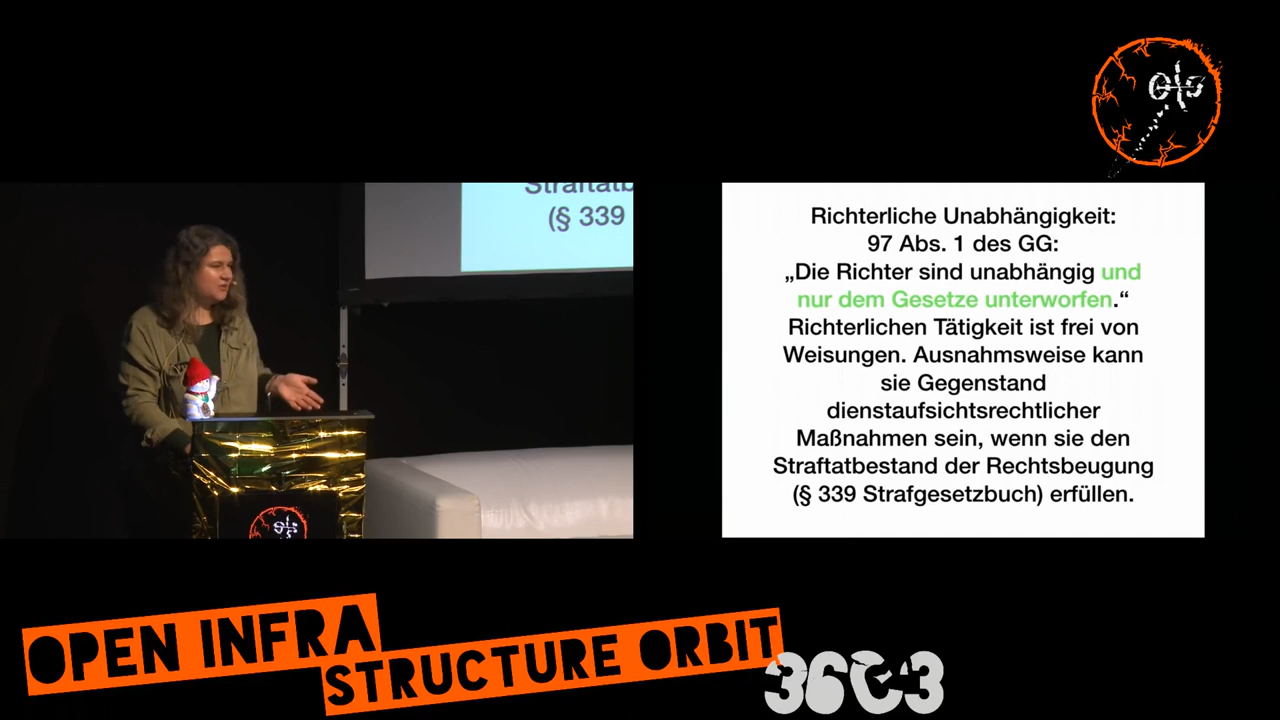 oio
Straftatb
(§ 339
Richterliche Unabhängigkeit:
97 Abs. 1 des GG:
„Die Richter sind unabhängig und
nur dem Gesetze unterworfen.“
Richterlichen Tätigkeit ist frei von
Weisungen. Ausnahmsweise kann
sie Gegenstand
dienstaufsichtsrechtlicher
Maßnahmen sein, wenn sie den
Straftatbestand der Rechtsbeugung
(§ 339 Strafgesetzbuch) erfüllen.
oio
OPEN INFRA
STRUCTURE ORBIT
36C3